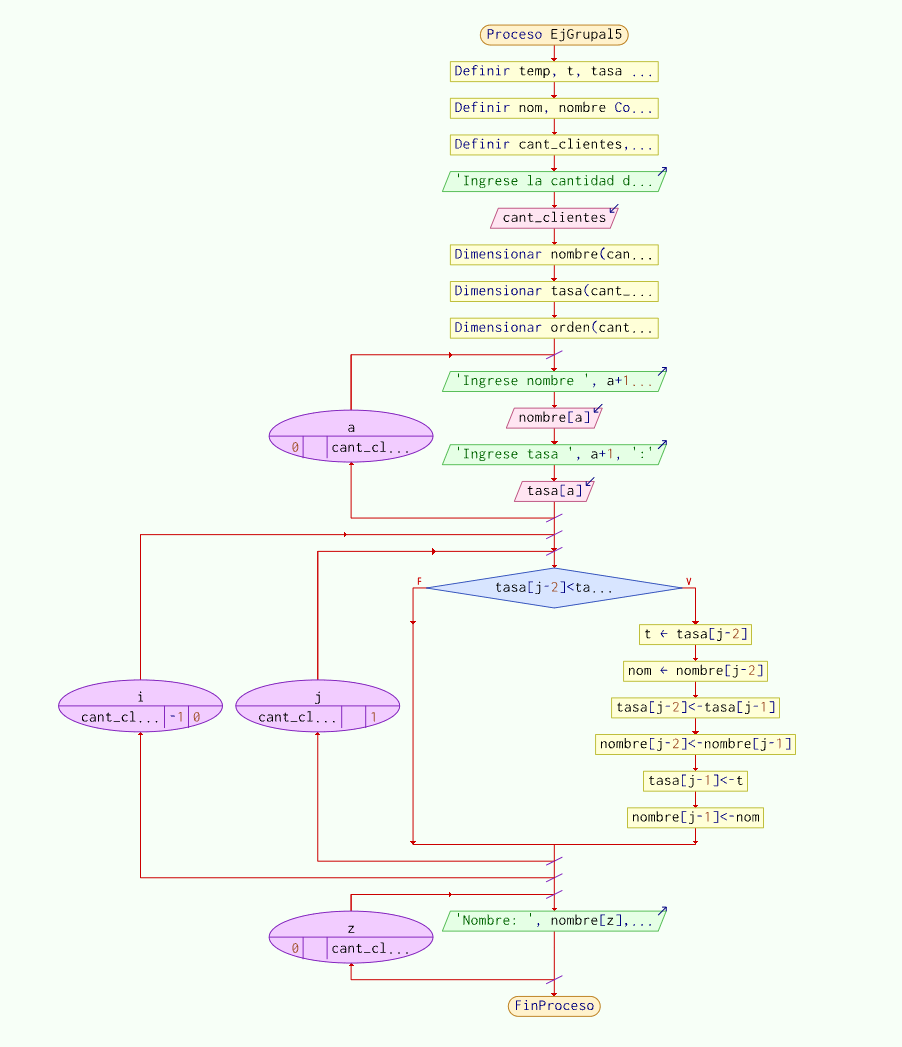 Proceso EjGrupal5
Definir temp, t, tasa ...
Definir nom, nombre Co...
Definir cant_clientes,...
'Ingrese la cantidad d...
cant_clientes
Dimensionar nombre(can...
Dimensionar tasa(cant_...
Dimensionar orden(cant...
'Ingrese nombre ', a+1...
nombre[a]
a
0 cant_cl...
'Ingrese tasa ', a+1, ':'
tasa[a]
F
V
tasa[j-2]<ta...
t ← tasa[j-2]
nom ← nombre[j-2]
i
cant_cl... -1 0
j
cant_cl... 1
tasa[j-2]<-tasa[j-1]
nombre[j-2]<-nombre[j-1]
tasa[j-1]<-t
nombre[j-1]<-nom
'Nombre: ', nombre[z],...
z
0 cant_cl...
FinProceso